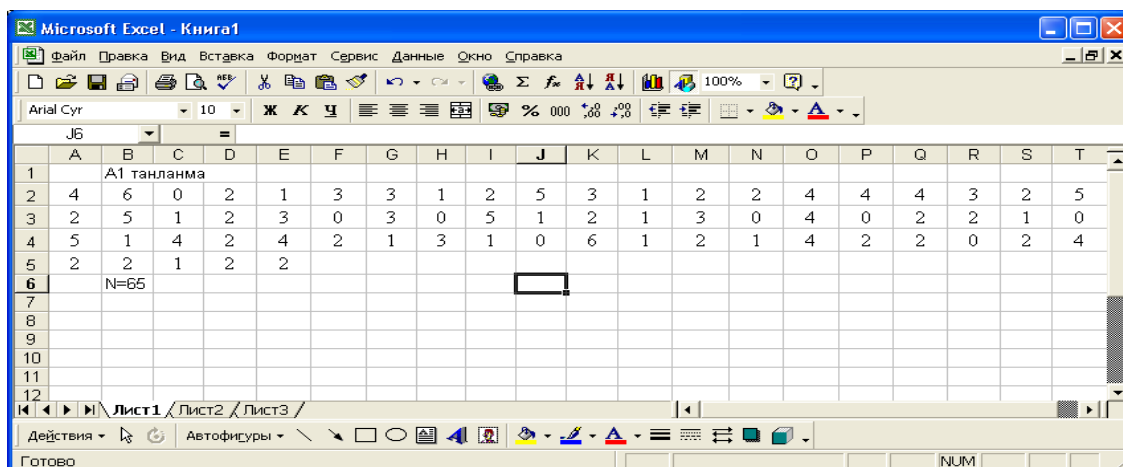 Microsoft Excel - Книга1
Файл Правка Вид Вставка Формат Сервис Данные Окно Справка
100%
Arial Cyr 10 Ж К Ч % 000
J6 =
A B C D E F G H I J K L M N O P Q R S T
1 А1 танланма
2 4 6 0 2 1 3 3 1 2 5 3 1 2 2 4 4 4 3 2 5
3 2 5 1 2 3 0 3 0 5 1 2 1 3 0 4 0 2 2 1 0
4 5 1 4 2 4 2 1 3 1 0 6 1 2 1 4 2 2 0 2 4
5 2 2 1 2 2
6 N=65
7
8
9
10
11
12
Лист1 Лист2 Лист3
Действия Автофигуры
Готово NUM